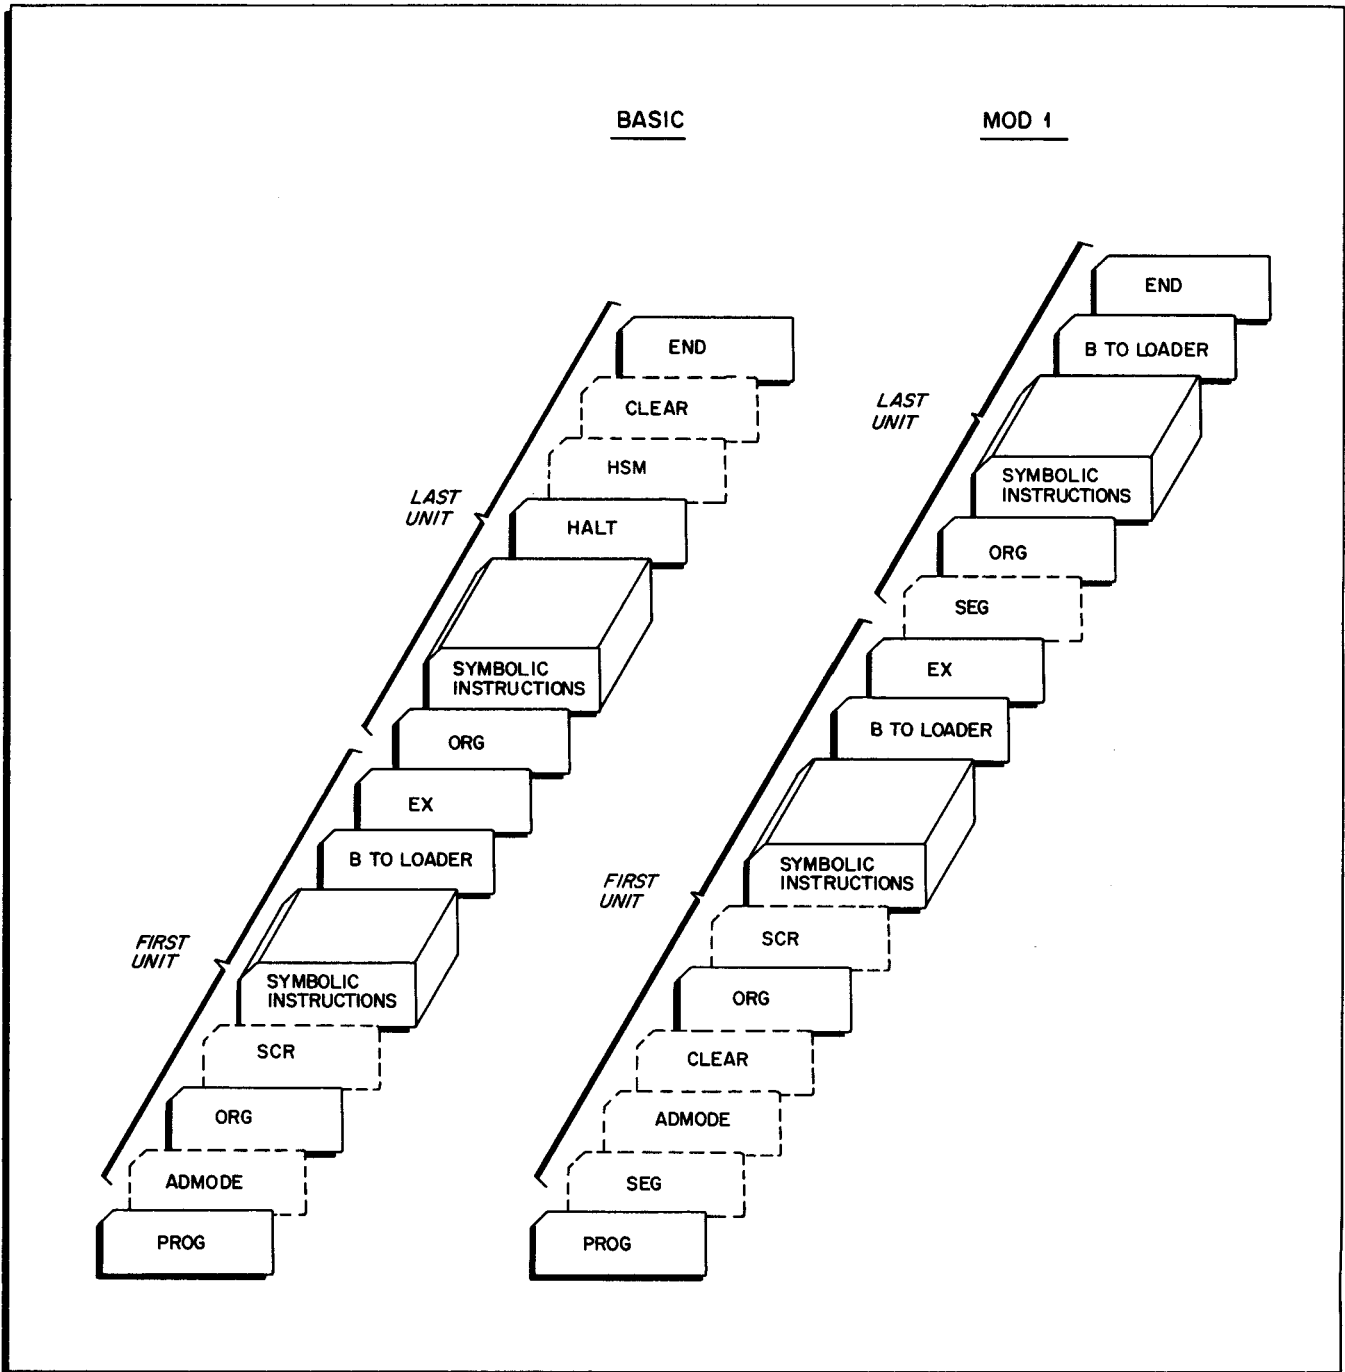 BASIC
END
CLEAR
HSM
LAST
UNIT
HALT
SYMBOLIC
INSTRUCTIONS
ORG
EX
B TO LOADER
FIRST
UNIT
SYMBOLIC
INSTRUCTIONS
SCR
ORG
ADMODE
PROG
MOD 1
END
B TO LOADER
LAST
UNIT
SYMBOLIC
INSTRUCTIONS
ORG
SEG
EX
B TO LOADER
FIRST
UNIT
SYMBOLIC
INSTRUCTIONS
SCR
ORG
CLEAR
ADMODE
SEG
PROG